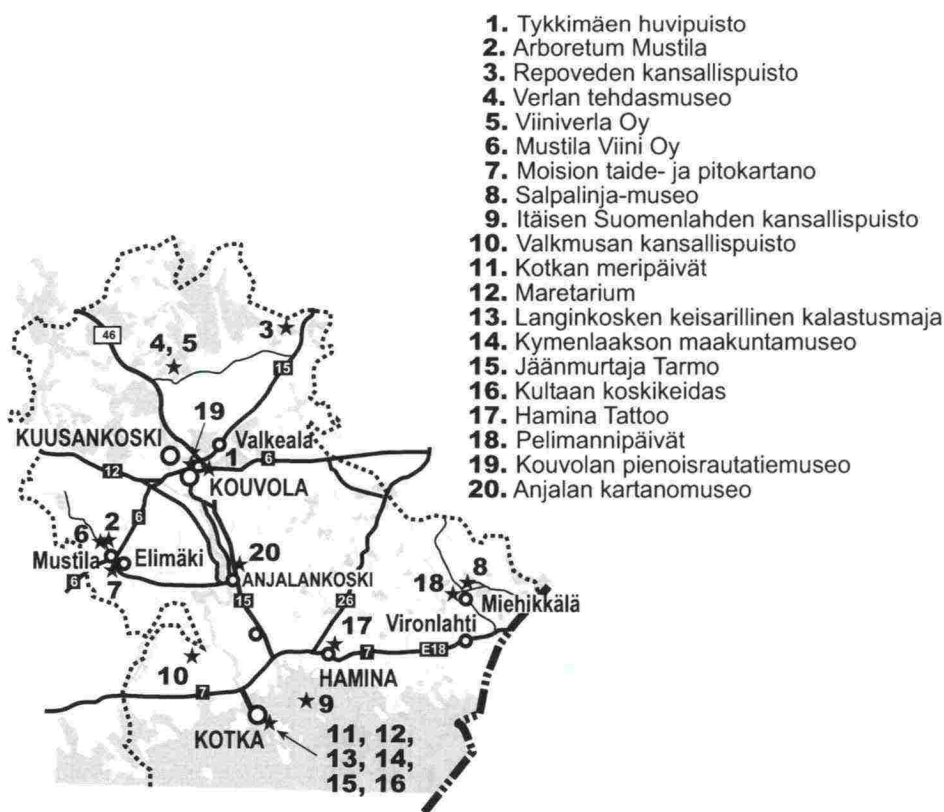 1. Tykkimäen huvipuisto
2. Arboretum Mustila
3. Repoveden kansallispuisto
4. Verlan tehdasmuseo
5. Viiniverla Oy
6. Mustila Viini Oy
7. Moision taide- ja pitokartano
8. Salpalinja-museo
9. Itäisen Suomenlahden kansallispuisto
10. Valkmusan kansallispuisto
11. Kotkan meripäivät
12. Maretarium
13. Langinkosken keisarillinen kalastusmaja
14. Kymenlaakson maakuntamuseo
15. Jäänmurtaja Tarmo
16. Kultaan koskikeidas
17. Hamina Tattoo
18. Pelimannipäivät
19. Kouvolan pienoisrautatiemuseo
20. Anjalan kartanomuseo
46
3
4, 5
15
19
KUUSANKOSKI
Valkeala
1
6
12
KOUVOLA
6
6 2
Mustila
Elimäki
6
7
20
ANJALANKOSKI
15
26
8
18
Miehikkälä
Vironlahti
17
E18
7
HAMINA
10
7
9
KOTKA
11, 12,
13, 14,
15, 16